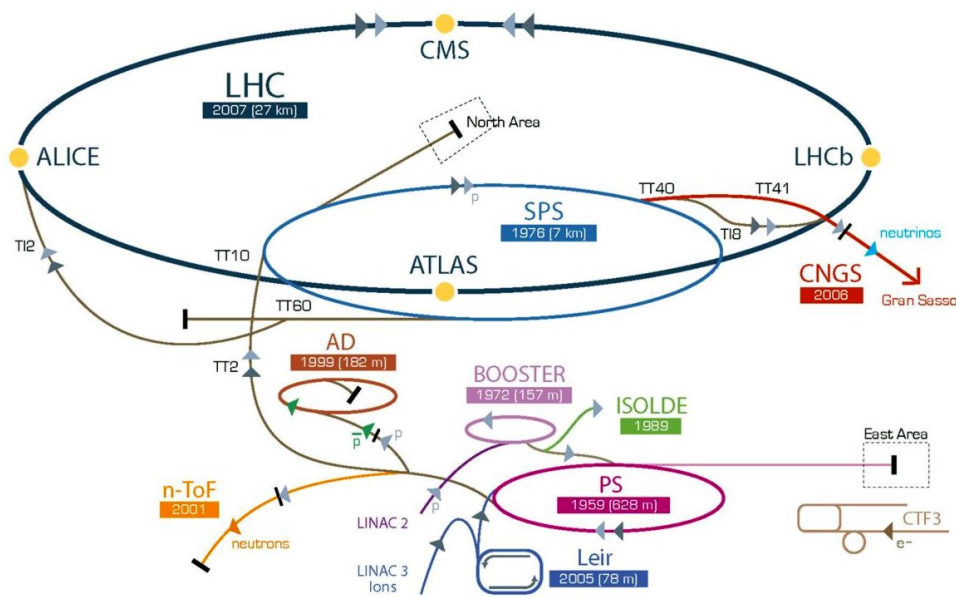 CMS
LHC
2007 (27 km)
North Area
ALICE
LHCb
TT40
TT41
p
SPS
1976 (7 km)
TI8
neutrinos
TI2
TT10
ATLAS
CNGS
2006
Gran Sasso
TT60
AD
1999 (182 m)
TT2
BOOSTER
1972 (157 m)
ISOLDE
1989
p̅
p
East Area
n-ToF
2001
LINAC 2
p
PS
1959 (628 m)
CTF3
e-
neutrons
LINAC 3
Ions
Leir
2005 (78 m)